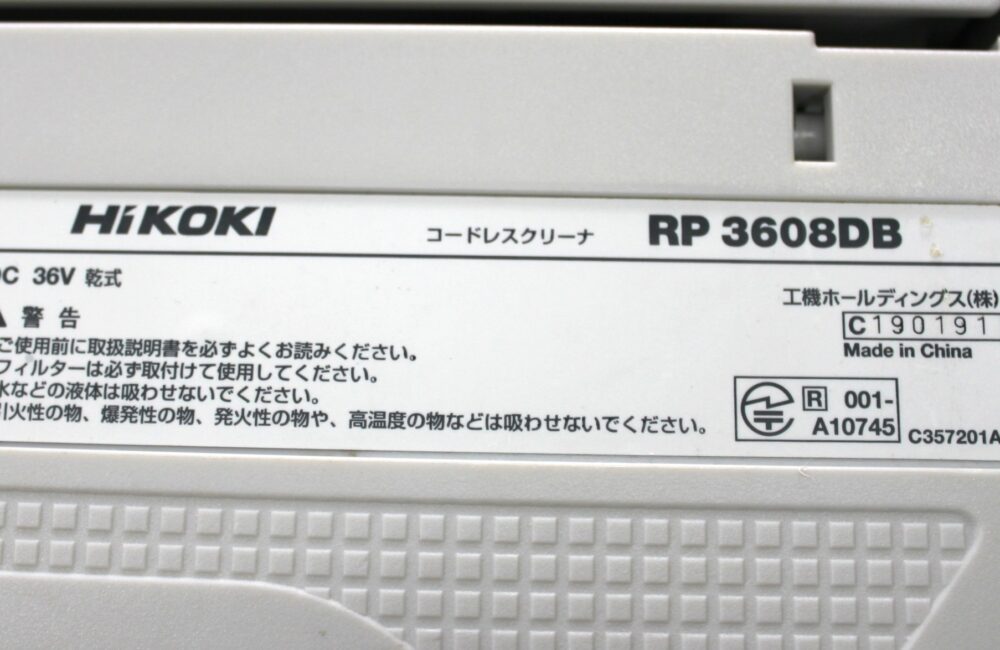 HiKOKI コードレスクリーナ RP 3608DB
DC 36V 乾式
工機ホールディングス(株)
警告
C190191
Made in China
ご使用前に取扱説明書を必ずよくお読みください。
フィルターは必ず取付けて使用してください。
水などの液体は吸わせないでください。
引火性の物、爆発性の物、発火性の物や、高温度の物などは吸わせないでください。
R 001-
A10745
C357201A